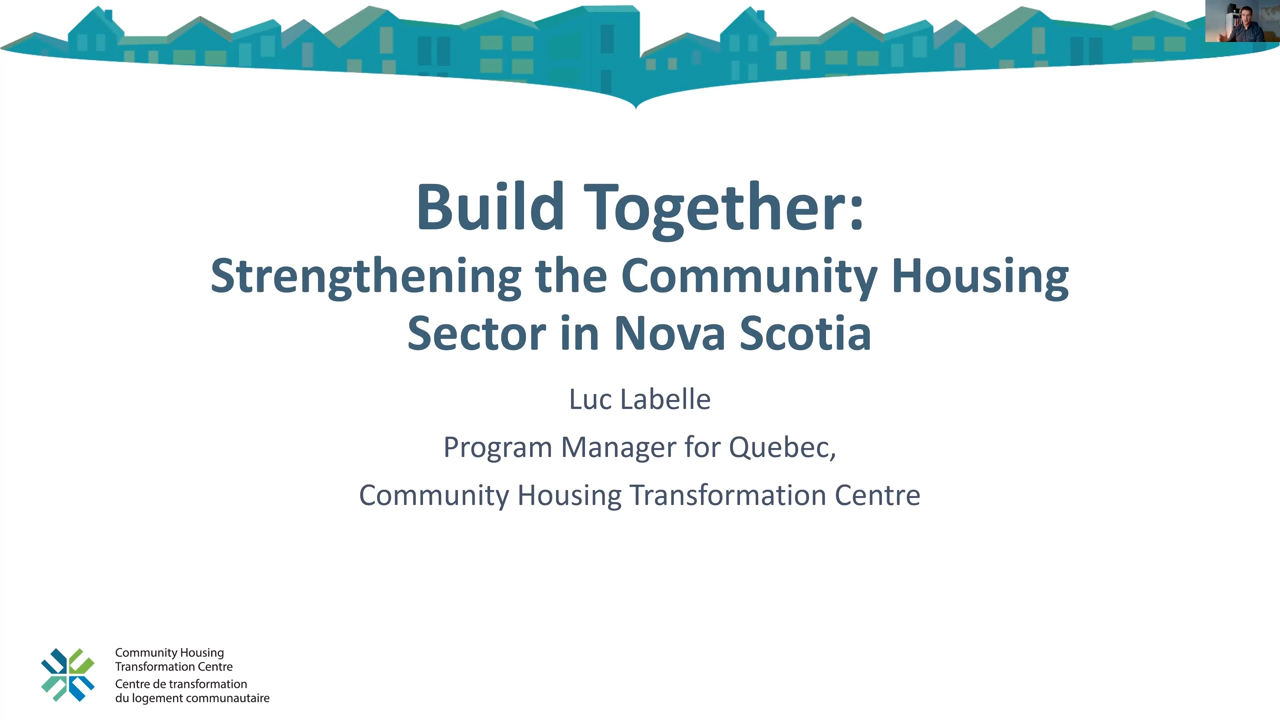 Build Together:
Strengthening the Community Housing
Sector in Nova Scotia
Luc Labelle
Program Manager for Quebec,
Community Housing Transformation Centre
Community Housing
Transformation Centre
Centre de transformation
du logement communautaire